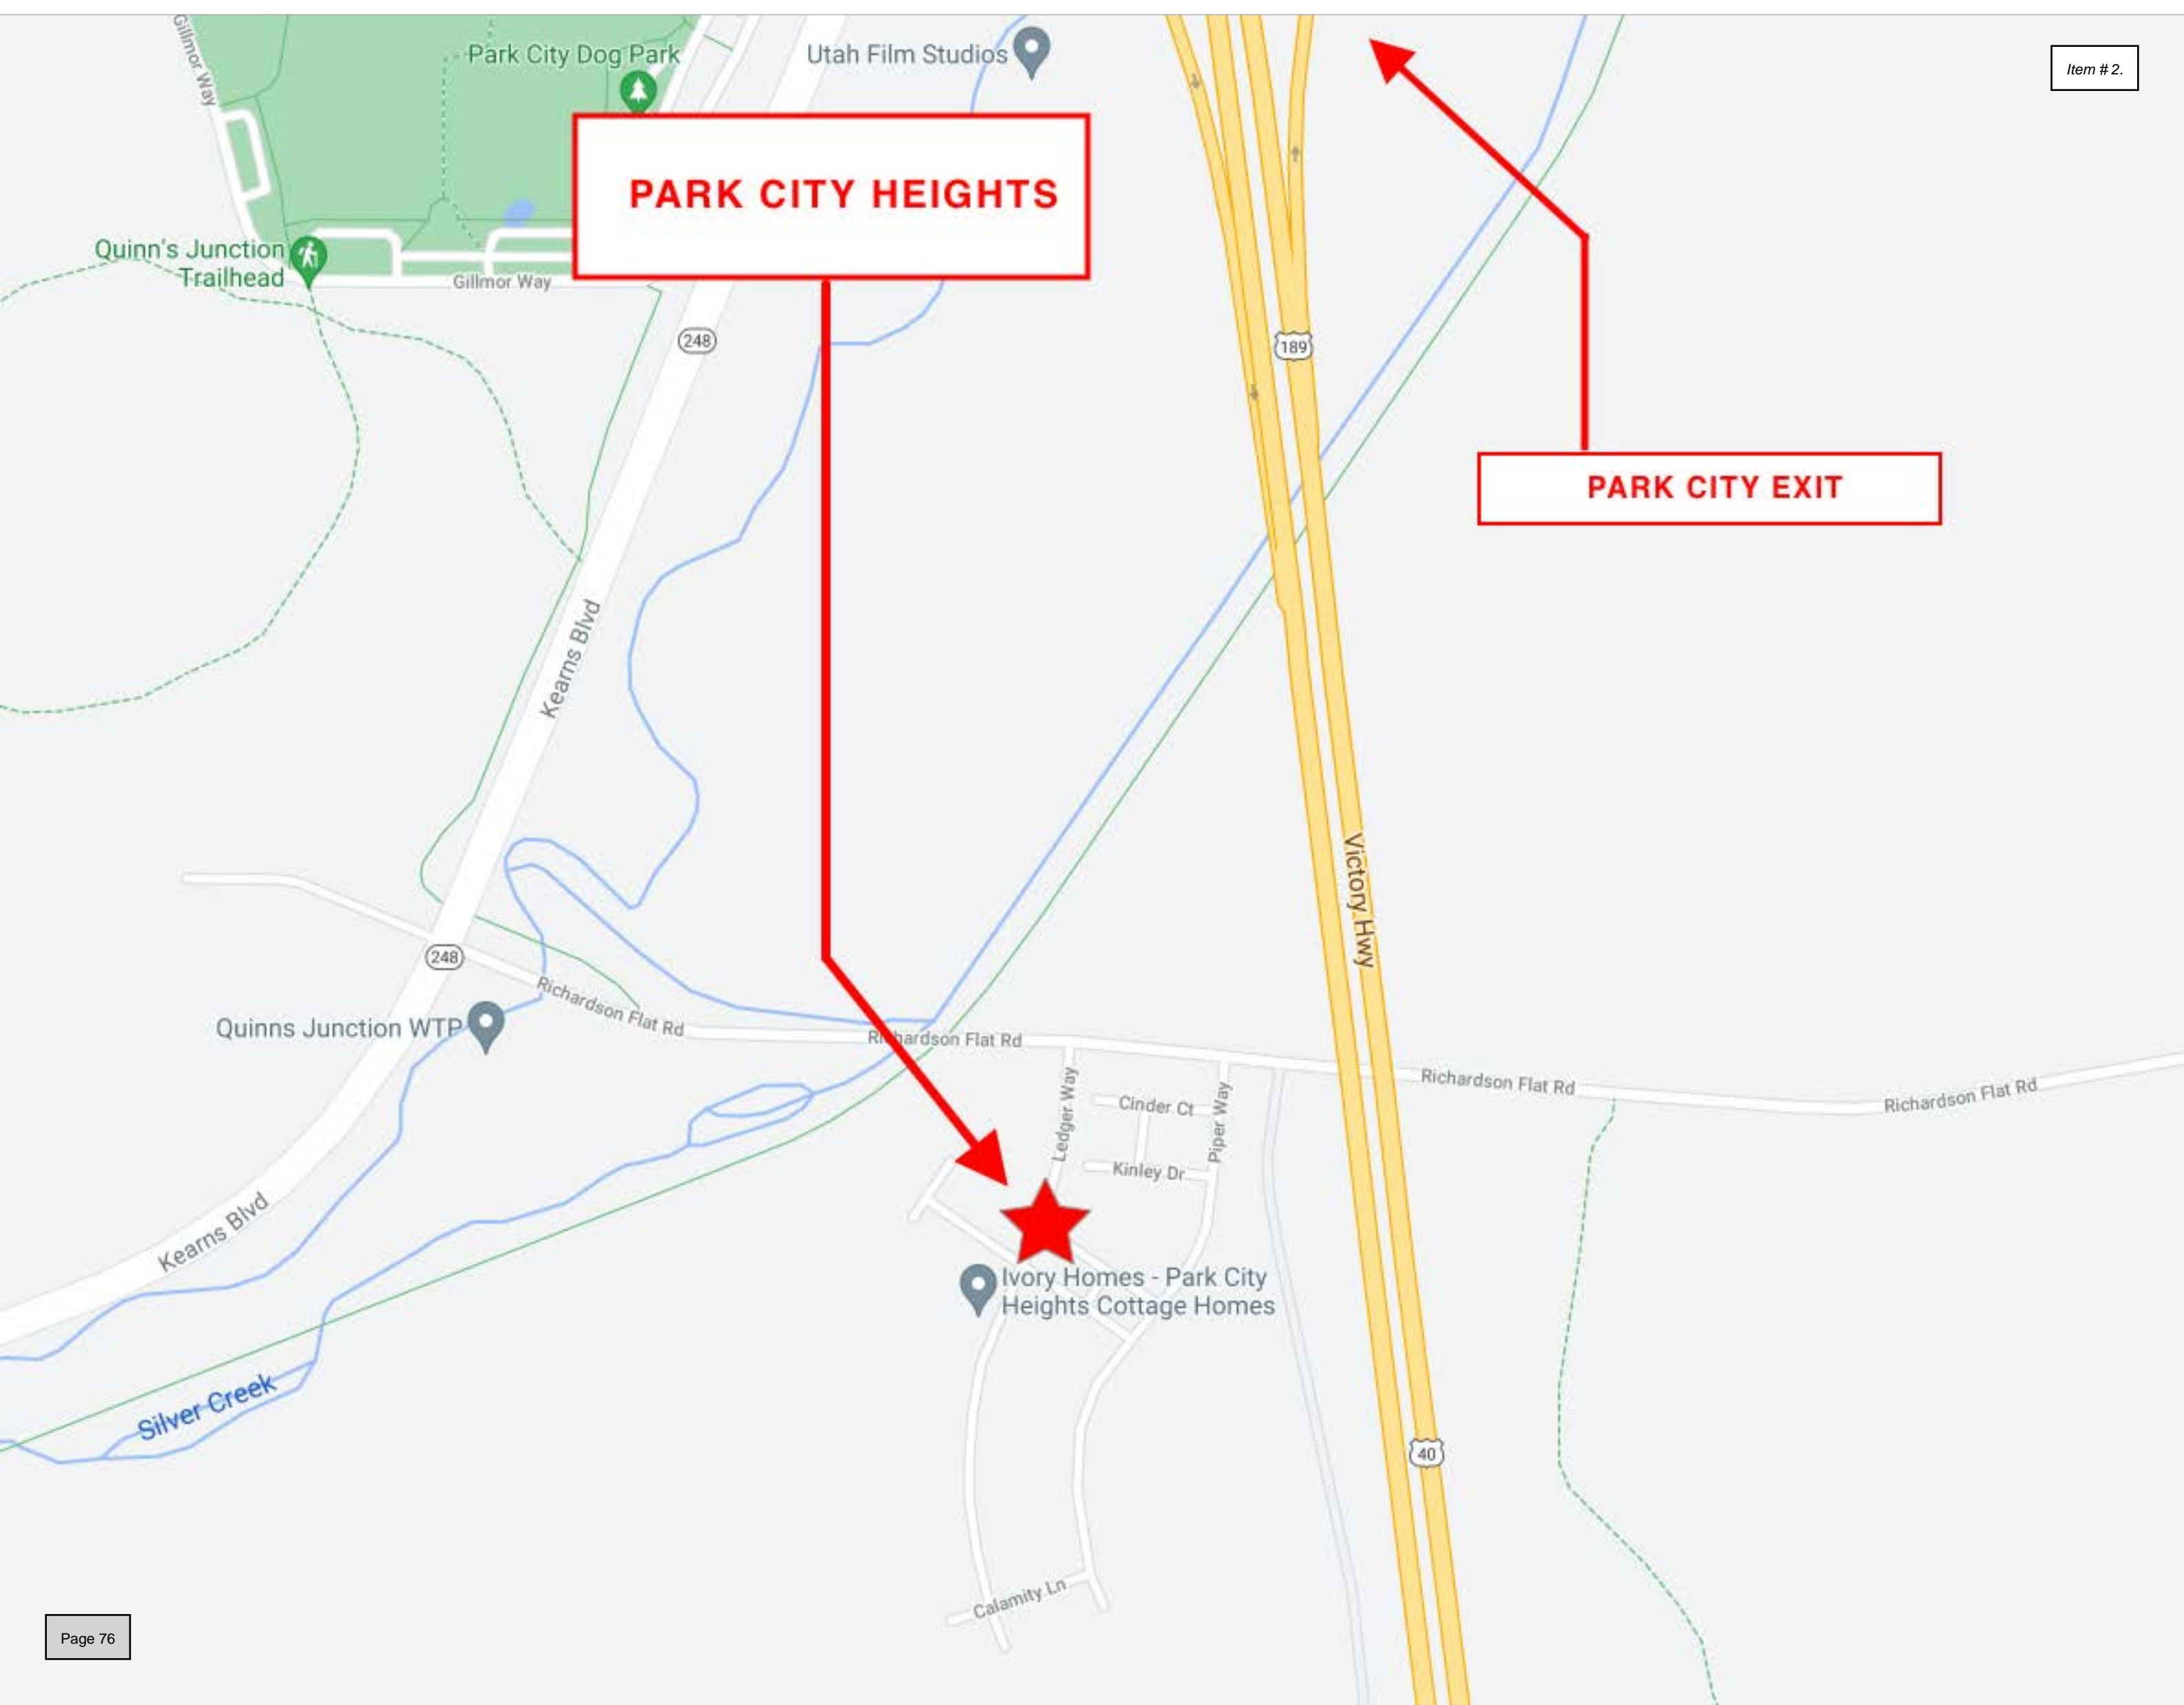 Gillmor Way
Park City Dog Park
Utah Film Studios
Item # 2.
PARK CITY HEIGHTS
Quinn's Junction
Trailhead
Gillmor Way
248
189
PARK CITY EXIT
Kearns Blvd
Victory Hwy
248
Richardson Flat Rd
Quinns Junction WTP
Richardson Flat Rd
Richardson Flat Rd
Richardson Flat Rd
Ledger Way
Cinder Ct
Piper Way
Kinley Dr
Kearns Blvd
Ivory Homes - Park City
Heights Cottage Homes
Silver Creek
40
Calamity Ln
Page 76